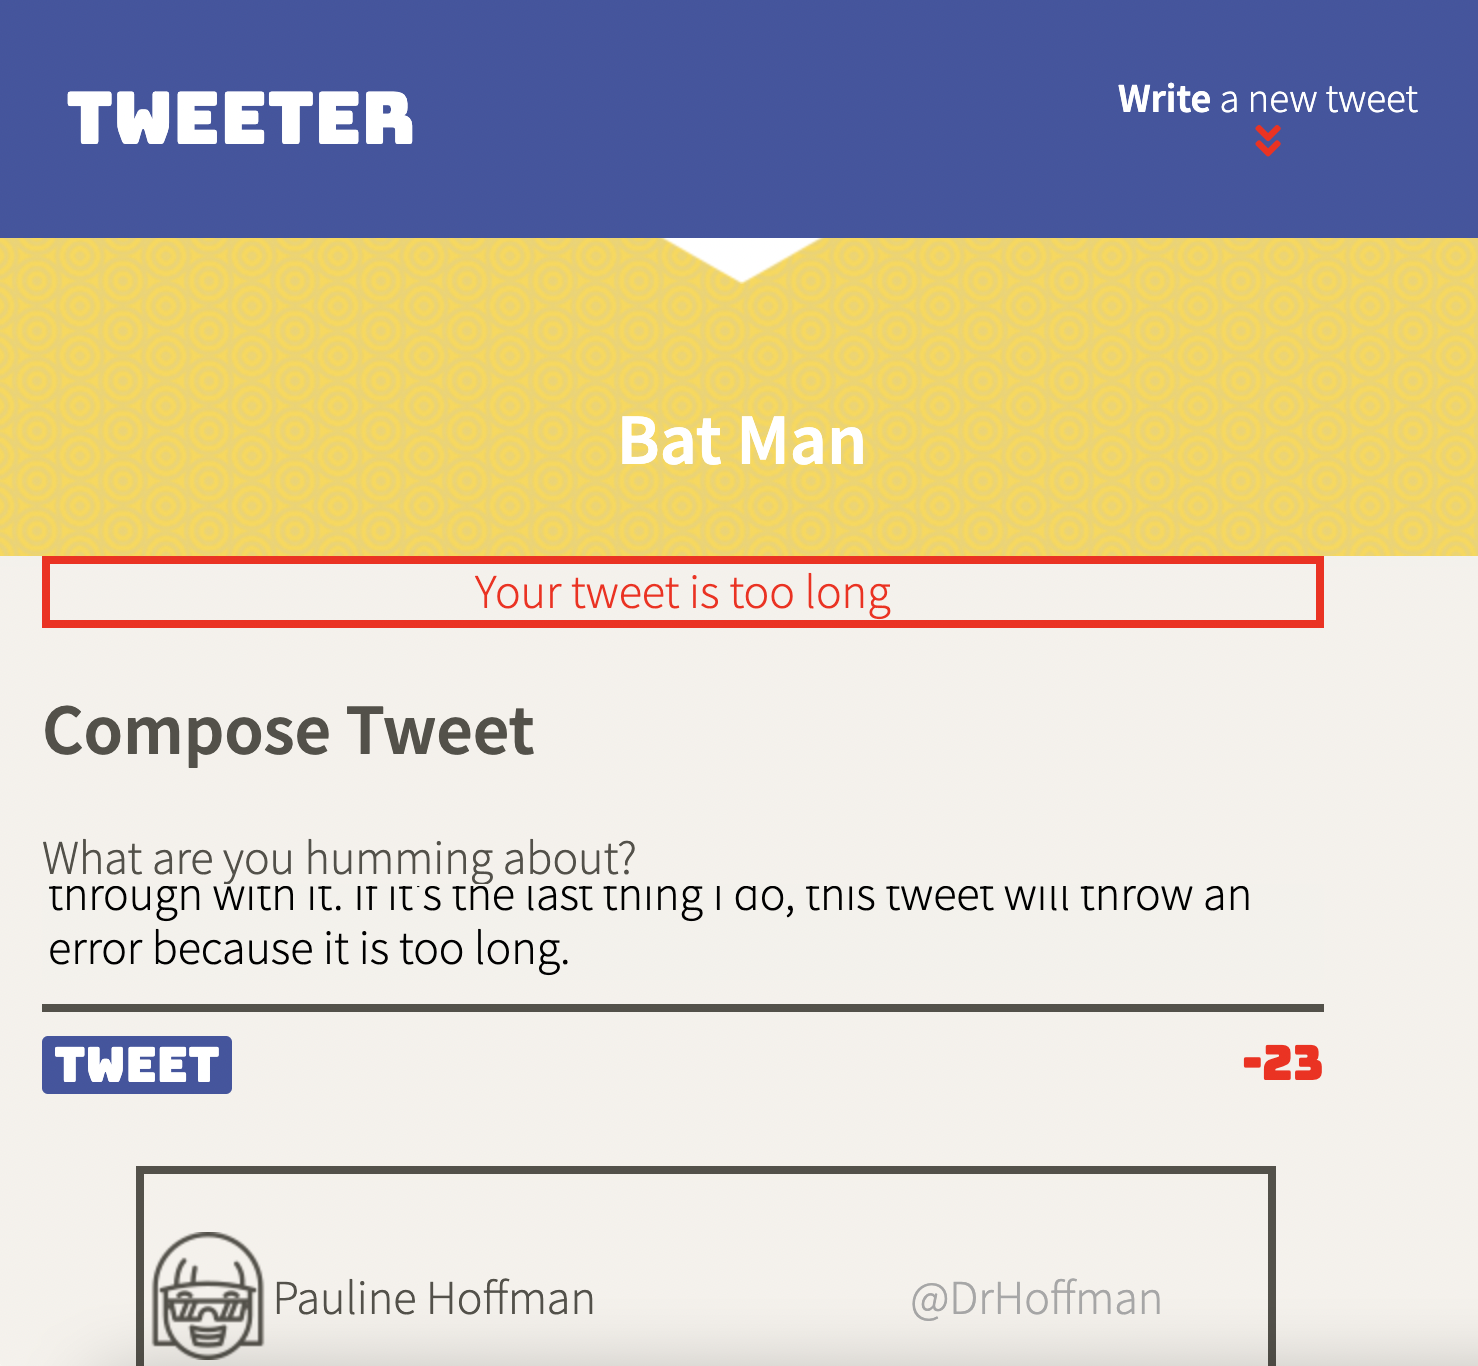 TWEETER
Write a new tweet
Bat Man
Your tweet is too long
Compose Tweet
What are you humming about?
through with it. If it's the last thing I do, this tweet will throw an
error because it is too long.
TWEET
-23
Pauline Hoffman
@DrHoffman